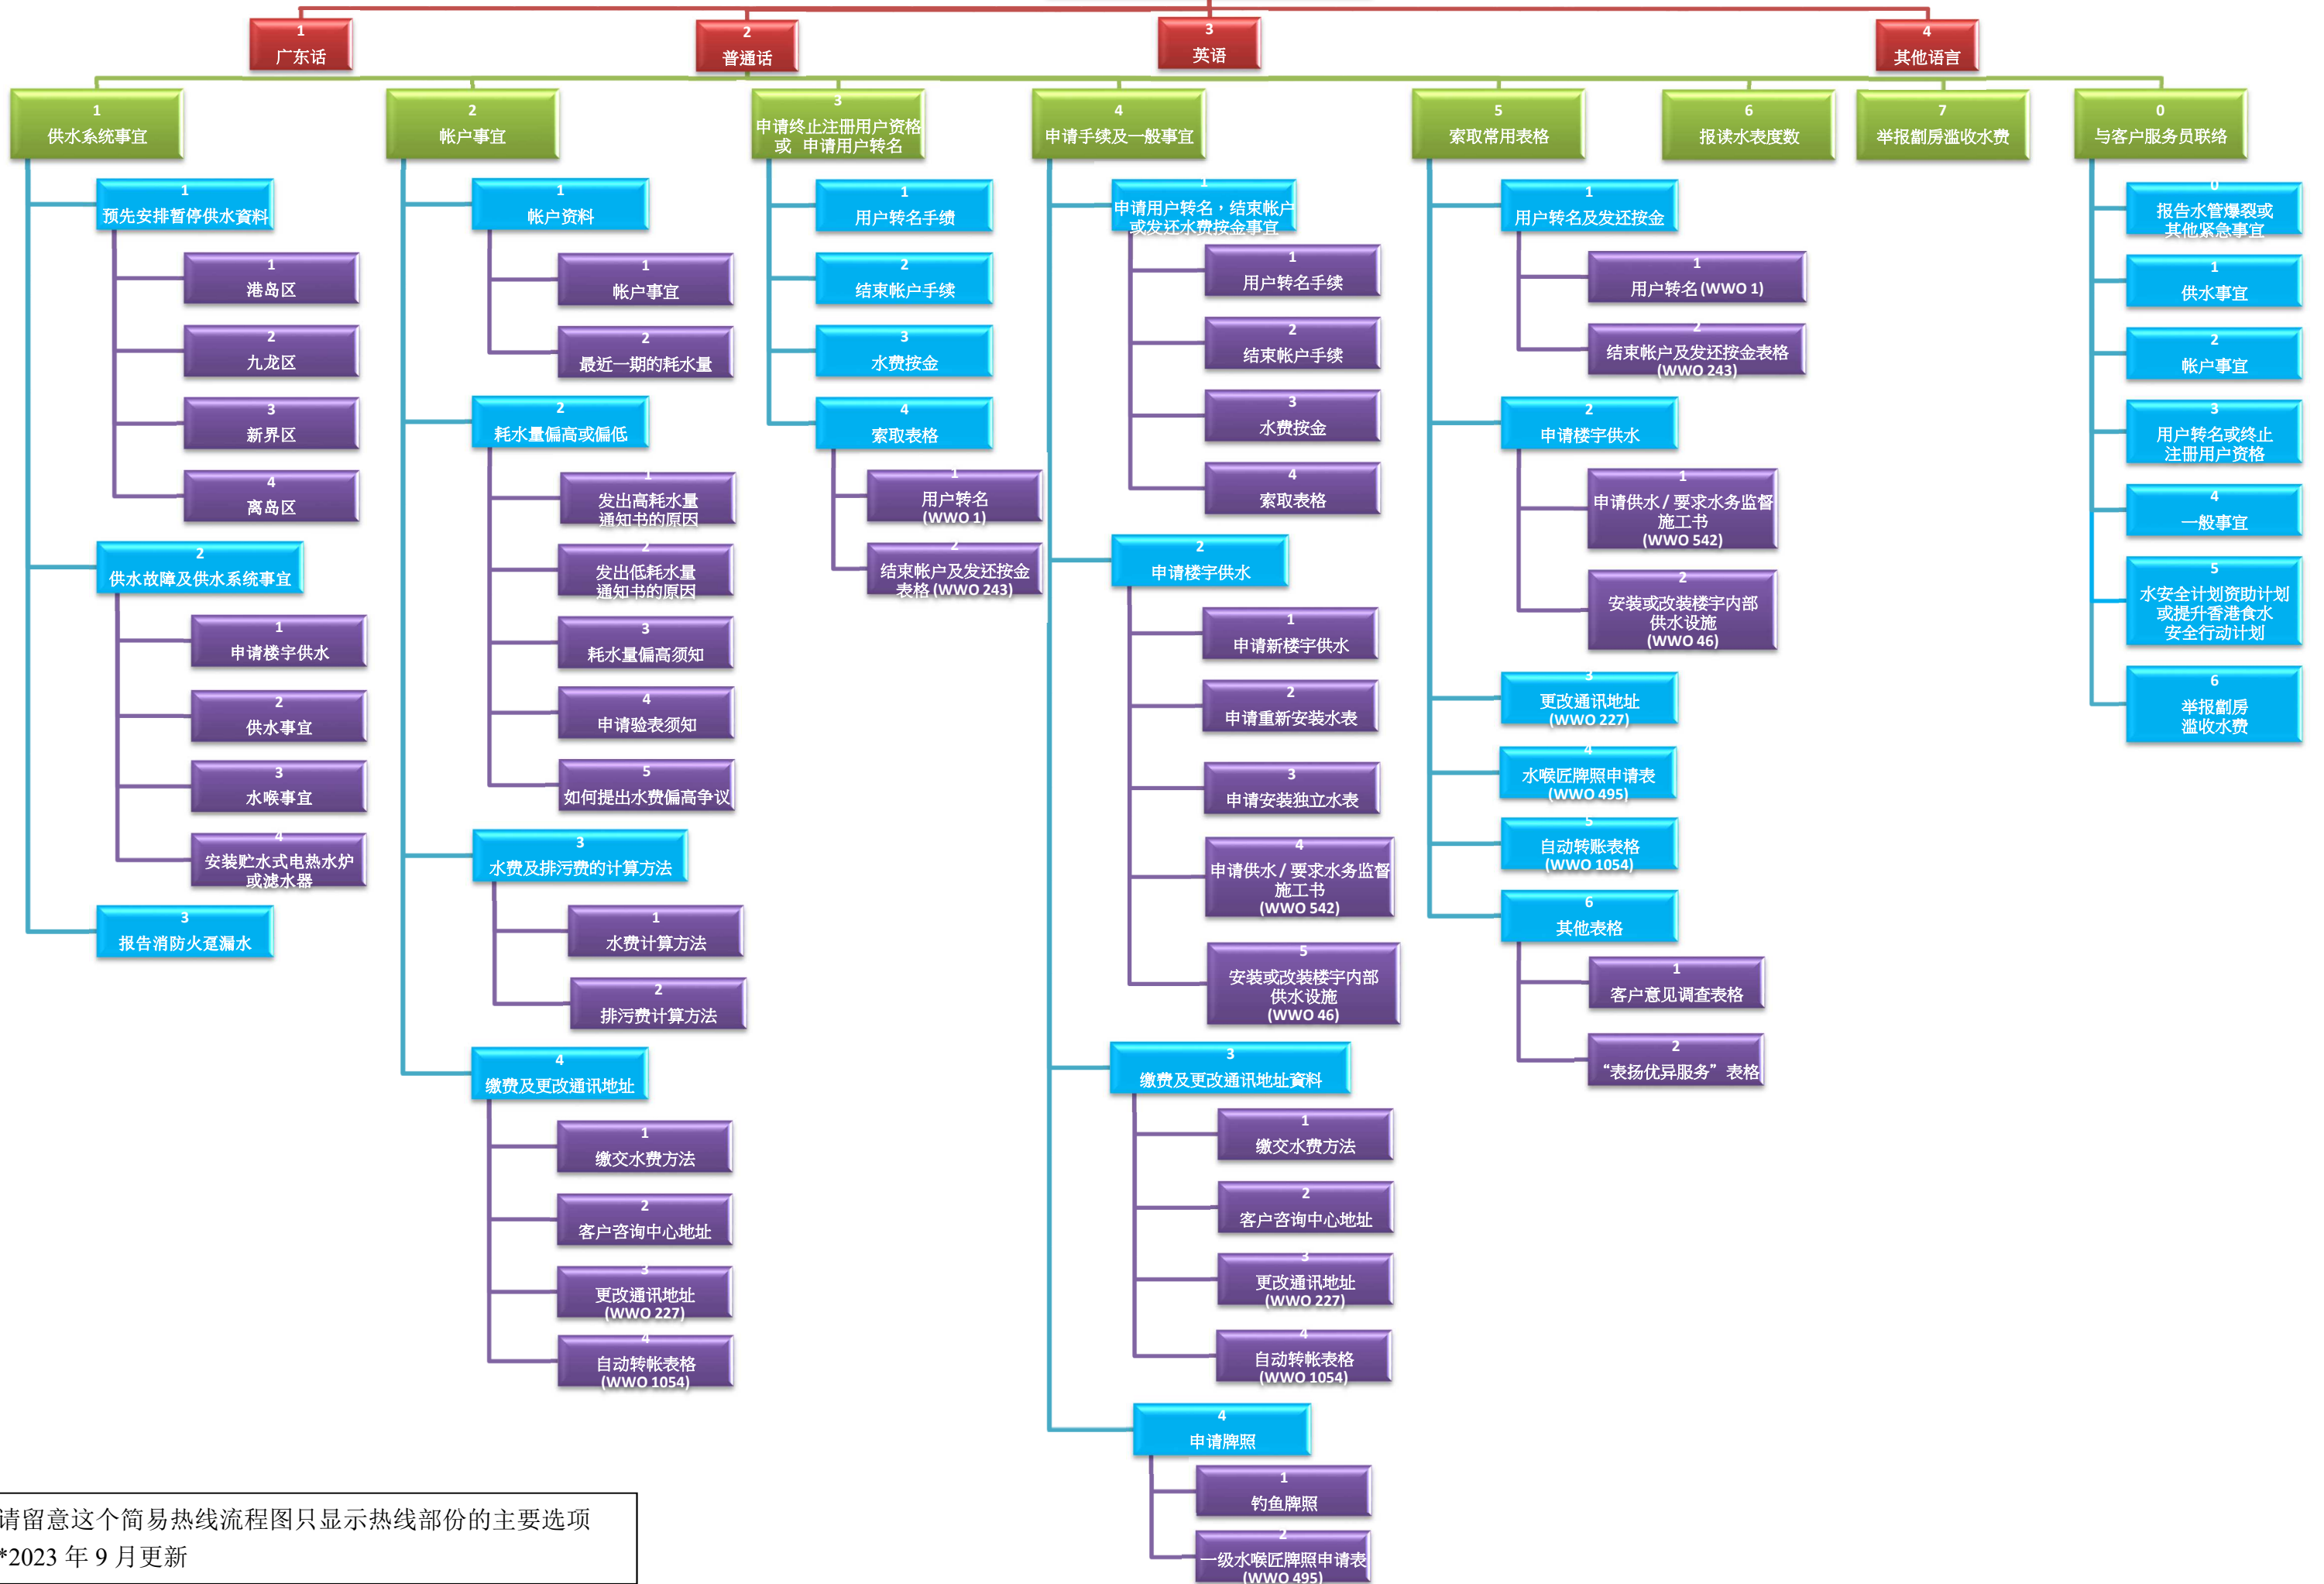 1
广东话
2
普通话
3
英语
4
其他语言
1
供水系统事宜
1
预先安排暂停供水資料
1
港岛区
2
九龙区
3
新界区
4
离岛区
2
供水故障及供水系统事宜
1
申请楼宇供水
2
供水事宜
3
水喉事宜
4
安装贮水式电热水炉
或滤水器
3
报告消防火趸漏水
2
帐户事宜
1
帐户资料
1
帐户事宜
2
最近一期的耗水量
2
耗水量偏高或偏低
1
发出高耗水量
通知书的原因
2
发出低耗水量
通知书的原因
3
耗水量偏高须知
4
申请验表须知
5
如何提出水费偏高争议
3
水费及排污费的计算方法
1
水费计算方法
2
排污费计算方法
4
缴费及更改通讯地址
1
缴交水费方法
2
客户咨询中心地址
3
更改通讯地址
(WWO 227)
4
自动转帐表格
(WWO 1054)
3
申请终止注册用户资格
或 申请用户转名
1
用户转名手续
2
结束帐户手续
3
水费按金
4
索取表格
1
用户转名
(WWO 1)
2
结束帐户及发还按金
表格 (WWO 243)
4
申请手续及一般事宜
1
申请用户转名，结束帐户
或发还水费按金事宜
1
用户转名手续
2
结束帐户手续
3
水费按金
4
索取表格
2
申请楼宇供水
1
申请新楼宇供水
2
申请重新安装水表
3
申请安装独立水表
4
申请供水 / 要求水务监督
施工书
(WWO 542)
5
安装或改装楼宇内部
供水设施
(WWO 46)
3
缴费及更改通讯地址資料
1
缴交水费方法
2
客户咨询中心地址
3
更改通讯地址
(WWO 227)
4
自动转帐表格
(WWO 1054)
4
申请牌照
1
钓鱼牌照
2
一级水喉匠牌照申请表
(WWO 495)
5
索取常用表格
1
用户转名及发还按金
1
用户转名 (WWO 1)
2
结束帐户及发还按金表格
(WWO 243)
2
申请楼宇供水
1
申请供水 / 要求水务监督
施工书
(WWO 542)
2
安装或改装楼宇内部
供水设施
(WWO 46)
3
更改通讯地址
(WWO 227)
4
水喉匠牌照申请表
(WWO 495)
5
自动转账表格
(WWO 1054)
6
其他表格
1
客户意见调查表格
2
“表扬优异服务”表格
6
报读水表度数
7
举报劏房滥收水费
0
与客户服务员联络
0
报告水管爆裂或
其他紧急事宜
1
供水事宜
2
帐户事宜
3
用户转名或终止
注册用户资格
4
一般事宜
5
水安全计划资助计划
或提升香港食水
安全行动计划
6
举报劏房
滥收水费
请留意这个简易热线流程图只显示热线部份的主要选项
*2023 年 9 月更新